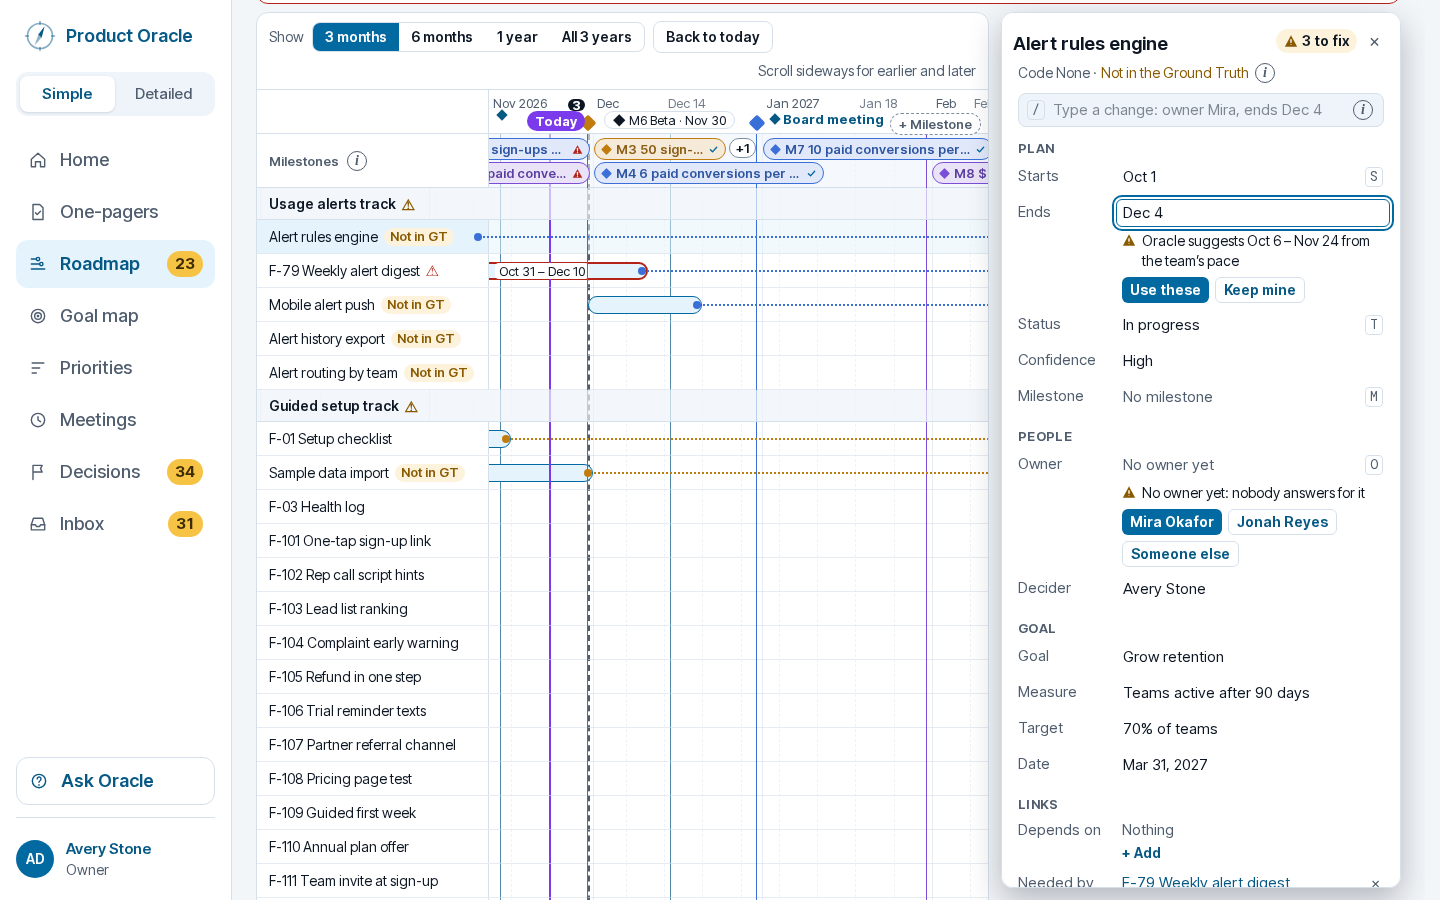 Product Oracle
Simple
Detailed
Home
One-pagers
Roadmap
23
Goal map
Priorities
Meetings
Decisions
34
Inbox
31
Ask Oracle
AD
Avery Stone
Owner
Show
3 months
6 months
1 year
All 3 years
Back to today
Scroll sideways for earlier and later
Nov 2026
3
Dec
Dec 14
Jan 2027
Jan 18
Feb
Today
M6 Beta · Nov 30
Board meeting
+ Milestone
Milestones
i
sign-ups ...
M3 50 sign-...
+1
M7 10 paid conversions per...
paid conve...
M4 6 paid conversions per ...
M8 $
Usage alerts track
Alert rules engine
Not in GT
F-79 Weekly alert digest
Oct 31 – Dec 10
Mobile alert push
Not in GT
Alert history export
Not in GT
Alert routing by team
Not in GT
Guided setup track
F-01 Setup checklist
Sample data import
Not in GT
F-03 Health log
F-101 One-tap sign-up link
F-102 Rep call script hints
F-103 Lead list ranking
F-104 Complaint early warning
F-105 Refund in one step
F-106 Trial reminder texts
F-107 Partner referral channel
F-108 Pricing page test
F-109 Guided first week
F-110 Annual plan offer
F-111 Team invite at sign-up
Alert rules engine
3 to fix
×
Code None · Not in the Ground Truth
i
/
Type a change: owner Mira, ends Dec 4
i
PLAN
Starts
Oct 1
S
Ends
Dec 4
Oracle suggests Oct 6 – Nov 24 from
the team's pace
Use these
Keep mine
Status
In progress
T
Confidence
High
Milestone
No milestone
M
PEOPLE
Owner
No owner yet
O
No owner yet: nobody answers for it
Mira Okafor
Jonah Reyes
Someone else
Decider
Avery Stone
GOAL
Goal
Grow retention
Measure
Teams active after 90 days
Target
70% of teams
Date
Mar 31, 2027
LINKS
Depends on
Nothing
+ Add
Needed by
F-79 Weekly alert digest
×